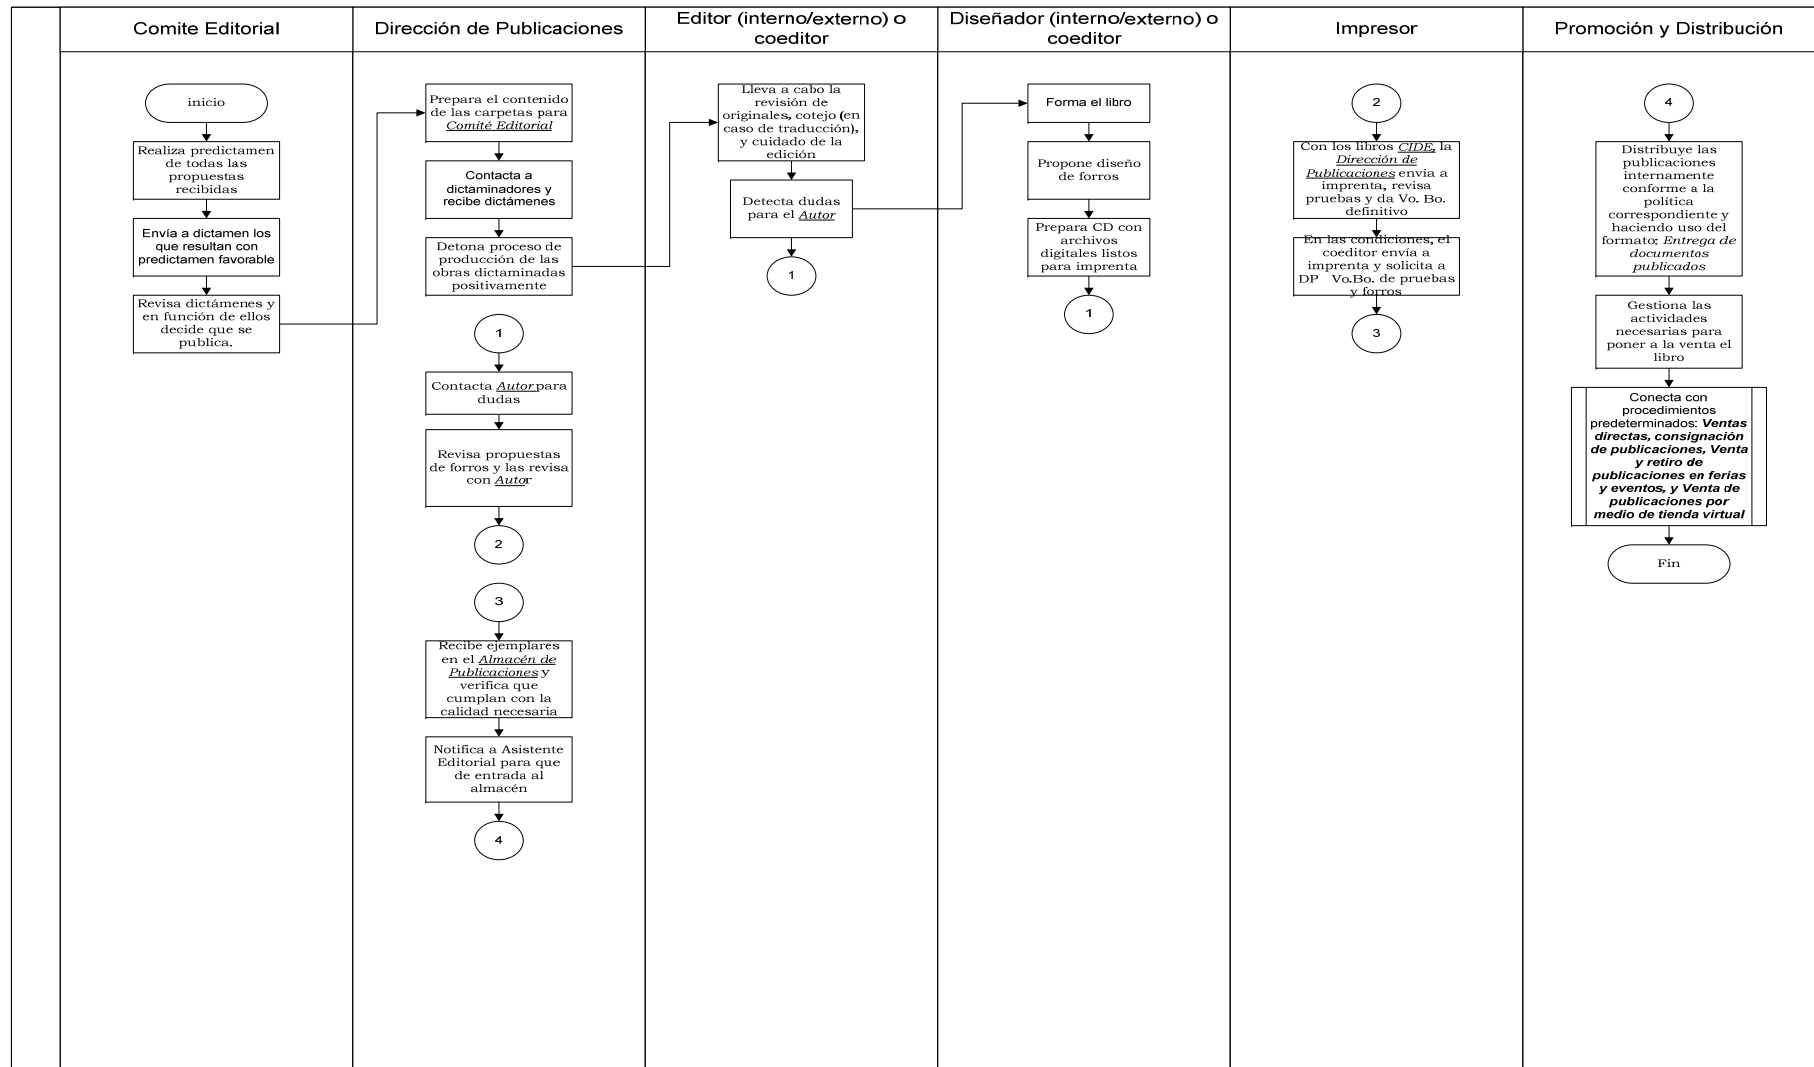 Comite Editorial
Dirección de Publicaciones
Editor (interno/externo) o
coeditor
Diseñador (interno/externo) o
coeditor
Impresor
Promoción y Distribución
inicio
Realiza predictamen
de todas las
propuestas
recibidas
Envía a dictamen los
que resultan con
predictamen favorable
Revisa dictámenes y
en función de ellos
decide que se
publica.
Prepara el contenido
de las carpetas para
Comité Editorial
Contacta a
dictaminadores y
recibe dictámenes
Detona proceso de
producción de las
obras dictaminadas
positivamente
1
Contacta Autor para
dudas
Revisa propuestas
de forros y las revisa
con Autor
2
3
Recibe ejemplares
en el Almacén de
Publicaciones y
verifica que
cumplan con la
calidad necesaria
Notifica a Asistente
Editorial para que
de entrada al
almacén
4
Lleva a cabo la
revisión de
originales, cotejo (en
caso de traducción),
y cuidado de la
edición
Detecta dudas
para el Autor
1
Forma el libro
Propone diseño
de forros
Prepara CD con
archivos
digitales listos
para imprenta
1
2
Con los libros CIDE, la
Dirección de
Publicaciones envía a
imprenta, revisa
pruebas y da Vo. Bo.
definitivo
En las condiciones, el
coeditor envía a
imprenta y solicita a
DP Vo.Bo. de pruebas
y forros
3
4
Distribuye las
publicaciones
internamente
conforme a la
política
correspondiente y
haciendo uso del
formato: Entrega de
documentos
publicados
Gestiona las
actividades
necesarias para
poner a la venta el
libro
Conecta con
procedimientos
predeterminados: Ventas
directas, consignación
de publicaciones, Venta
y retiro de
publicaciones en ferias
y eventos, y Venta de
publicaciones por
medio de tienda virtual
Fin